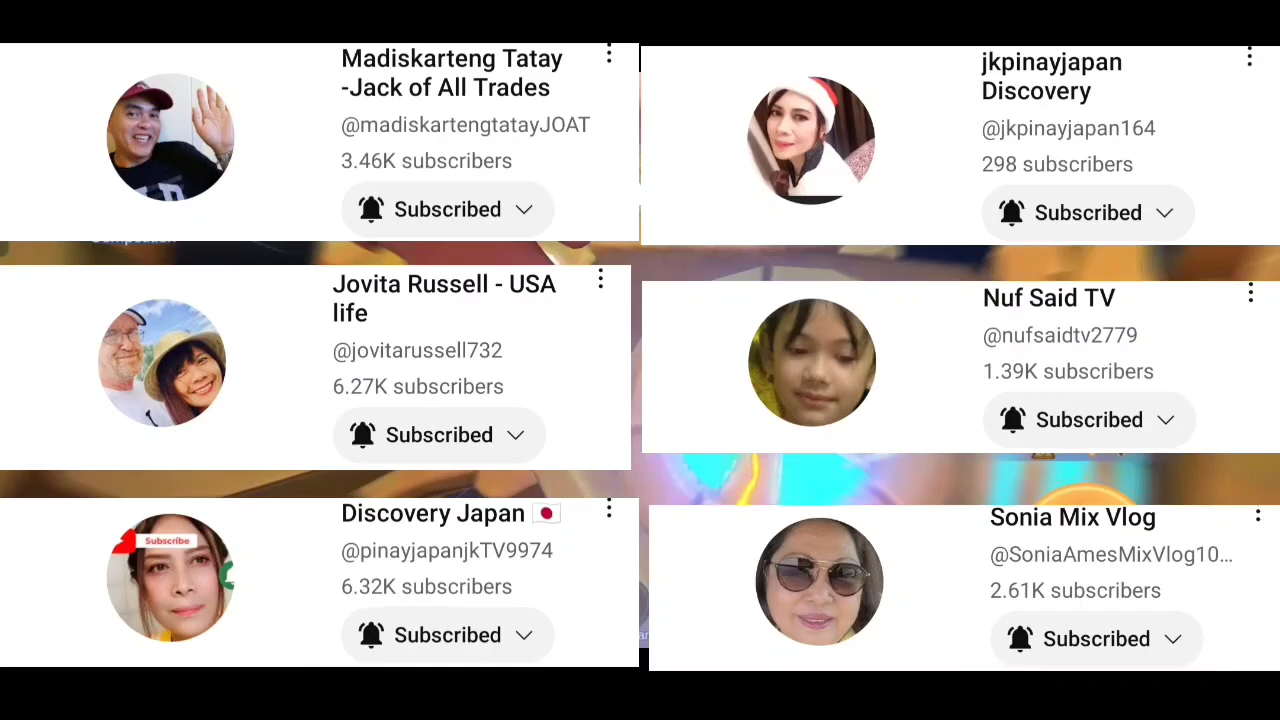 Madiskarteng Tatay
-Jack of All Trades
@madiskartengtatayJOAT
3.46K subscribers
Subscribed
jkpinayjapan
Discovery
@jkpinayjapan164
298 subscribers
Subscribed
Jovita Russell - USA
life
@jovitarussell732
6.27K subscribers
Subscribed
Nuf Said TV
@nufsaidtv2779
1.39K subscribers
Subscribed
Subscribe
Discovery Japan 🇯🇵
@pinayjapanjkTV9974
6.32K subscribers
Subscribed
Sonia Mix Vlog
@SoniaAmesMixVlog10...
2.61K subscribers
Subscribed